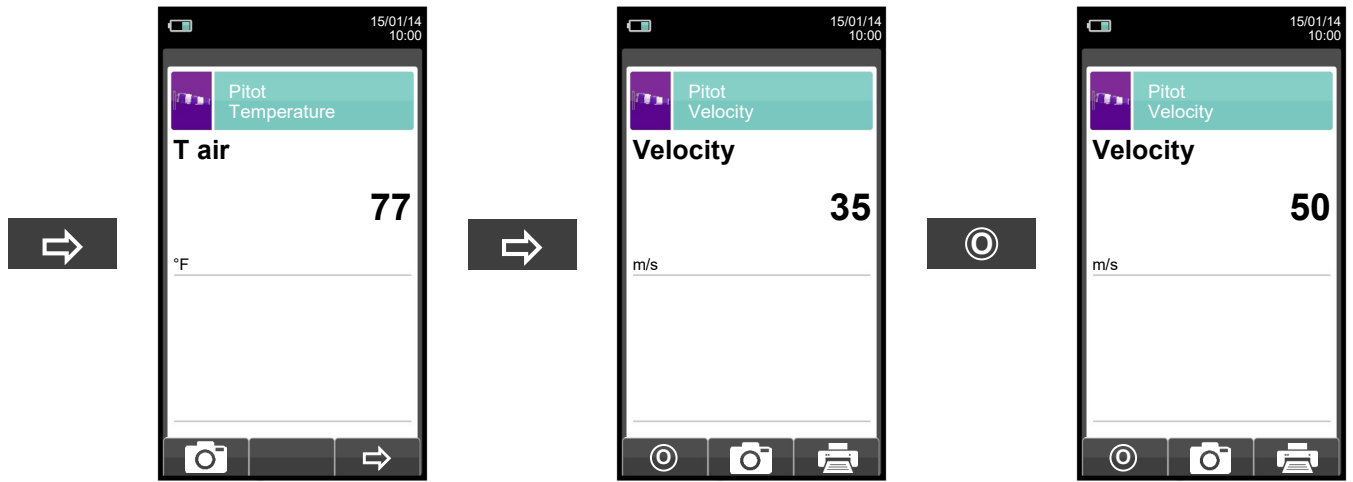 15/01/14
10:00
Pitot
Temperature
T air
77
°F
15/01/14
10:00
Pitot
Velocity
Velocity
35
m/s
15/01/14
10:00
Pitot
Velocity
Velocity
50
m/s